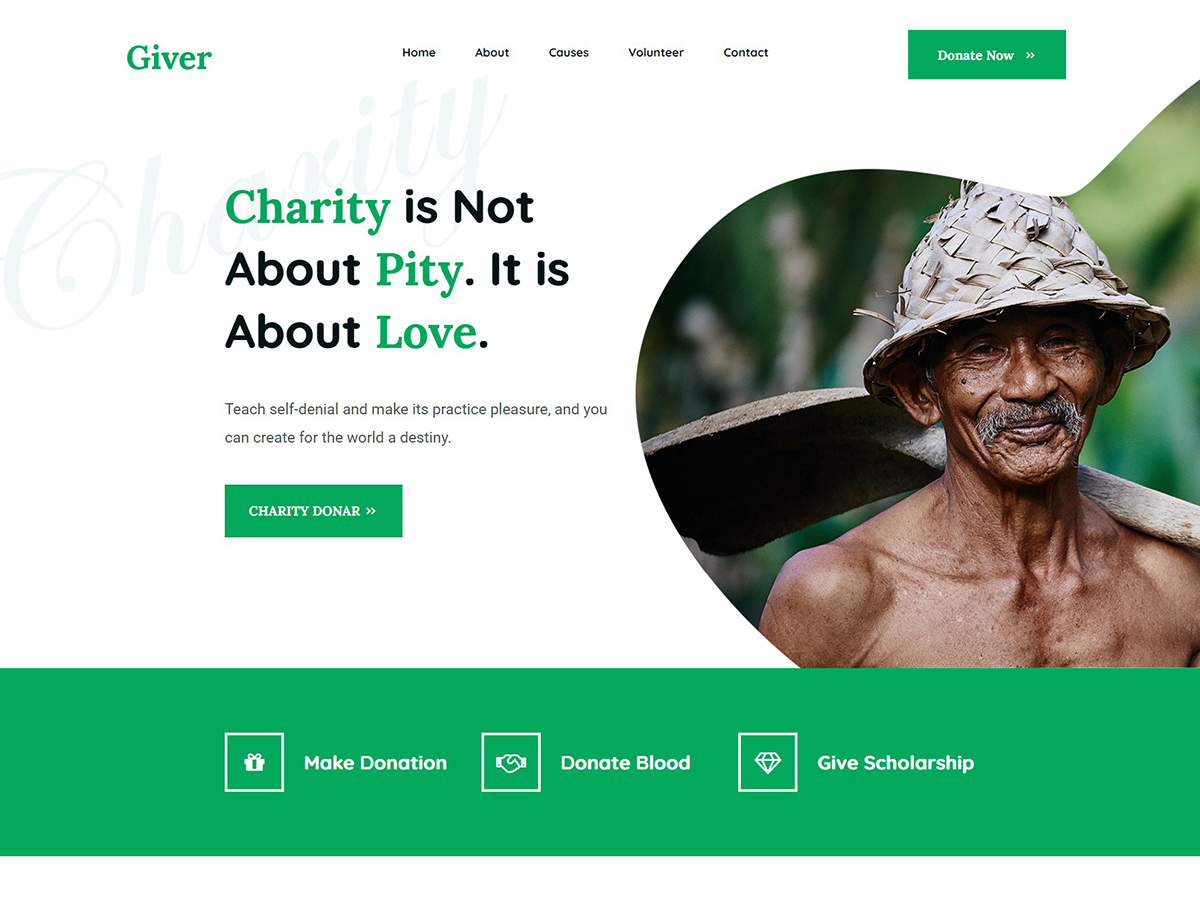 Giver
Home About Causes Volunteer Contact
Donate Now »
Charity
Charity is Not
About Pity. It is
About Love.
Teach self-denial and make its practice pleasure, and you
can create for the world a destiny.
CHARITY DONAR »
Make Donation
Donate Blood
Give Scholarship